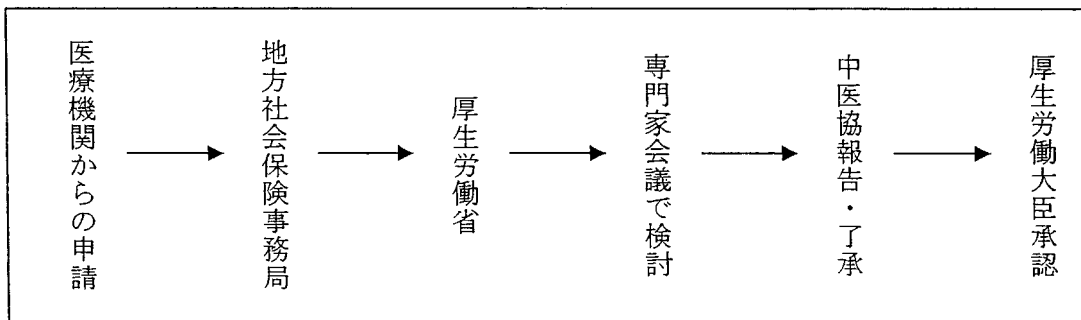 医療機関からの申請
地方社会保険事務局
厚生労働省
専門家会議で検討
中医協報告・了承
厚生労働大臣承認